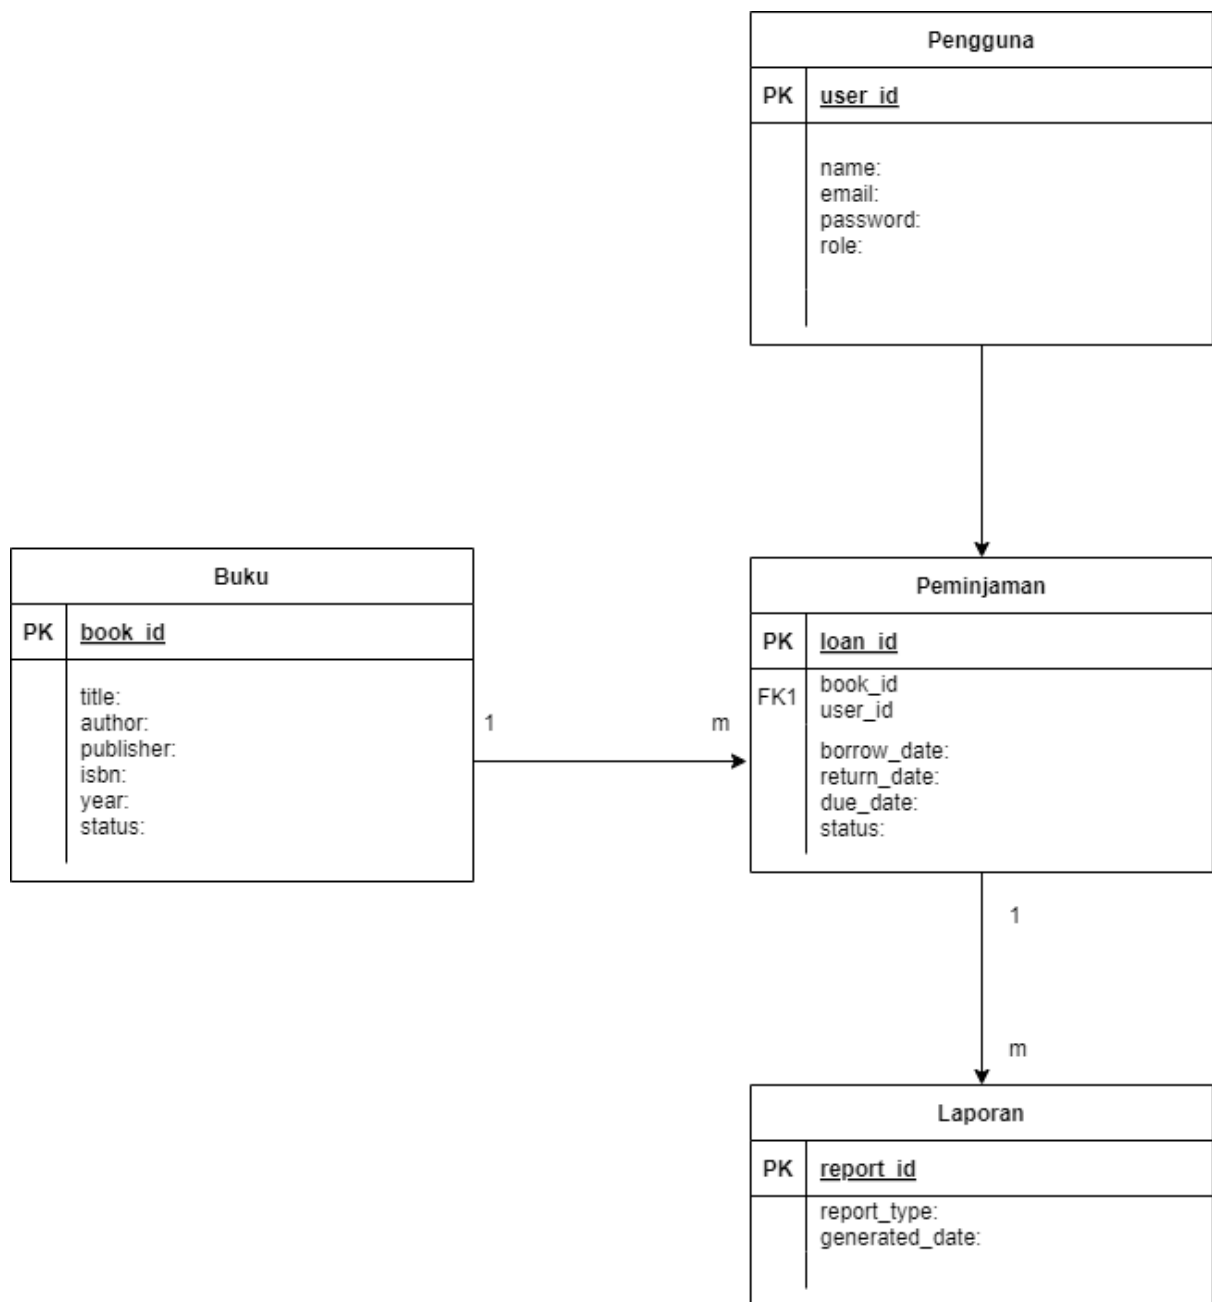 Pengguna
PK user_id
name:
email:
password:
role:
Buku
PK book_id
title:
author:
publisher:
isbn:
year:
status:
1 m
Peminjaman
PK loan_id
FK1 book_id
user_id
borrow_date:
return_date:
due_date:
status:
1
m
Laporan
PK report_id
report_type:
generated_date: